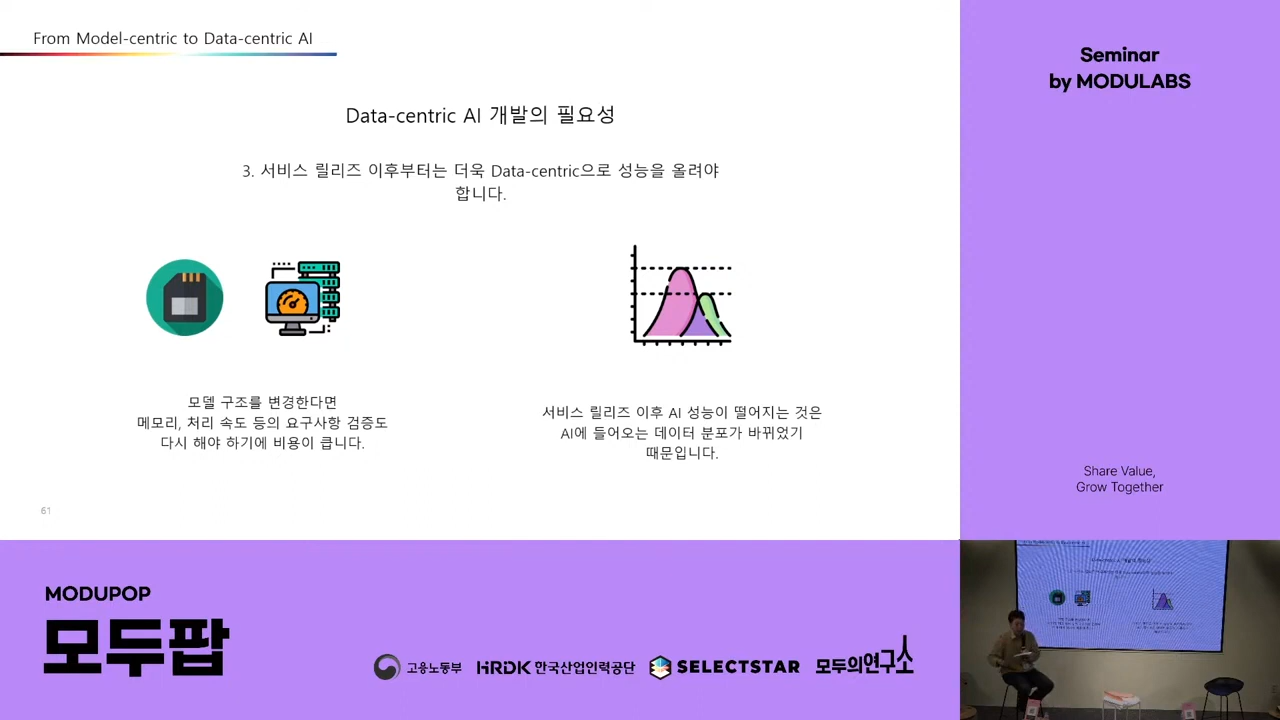 From Model-centric to Data-centric AI
Data-centric AI 개발의 필요성
3. 서비스 릴리즈 이후부터는 더욱 Data-centric으로 성능을 올려야
합니다.
모델 구조를 변경한다면
메모리, 처리 속도 등의 요구사항 검증도
다시 해야 하기에 비용이 큽니다.
서비스 릴리즈 이후 AI 성능이 떨어지는 것은
AI에 들어오는 데이터 분포가 바뀌었기
때문입니다.
61
Seminar
by MODULABS
Share Value,
Grow Together
MODUPOP
모두팝
고용노동부
HRDK 한국산업인력공단
SELECTSTAR
모두의연구소